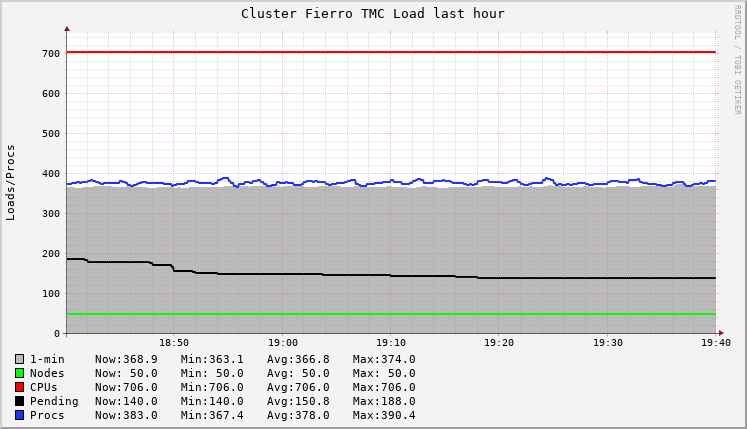 Cluster Fierro TMC Load last hour
RRDTOOL / TOBI OETIKER
Loads/Procs
700
600
500
400
300
200
100
0
18:50 19:00 19:10 19:20 19:30 19:40
1-min Now:368.9 Min:363.1 Avg:366.8 Max:374.0
Nodes Now: 50.0 Min: 50.0 Avg: 50.0 Max: 50.0
CPUs Now:706.0 Min:706.0 Avg:706.0 Max:706.0
Pending Now:140.0 Min:140.0 Avg:150.8 Max:188.0
Procs Now:383.0 Min:367.4 Avg:378.0 Max:390.4